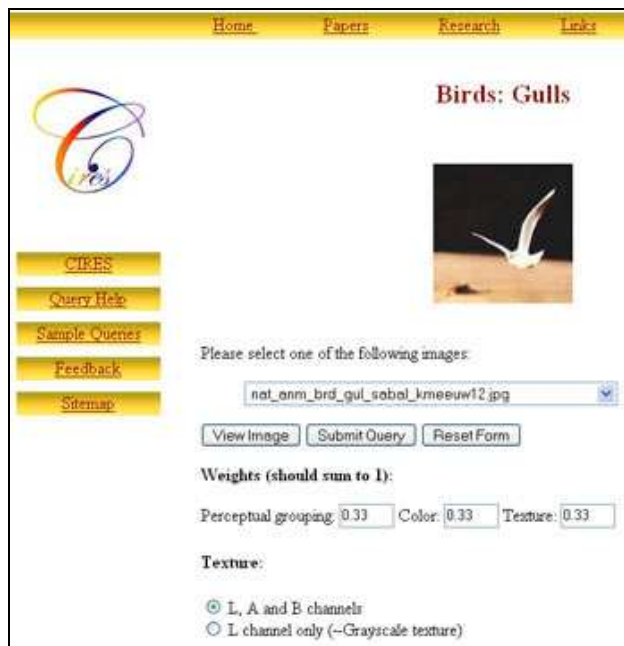 Home Papers Research Links
Birds: Gulls
Cires
CIRES
Query Help
Sample Queries
Feedback
Sitemap
Please select one of the following images:
nat_anm_brd_gul_sabal_kmeeuw12.jpg
View Image Submit Query Reset Form
Weights (should sum to 1):
Perceptual grouping: 0.33 Color: 0.33 Texture: 0.33
Texture:
L, A and B channels
L channel only (~Grayscale texture)